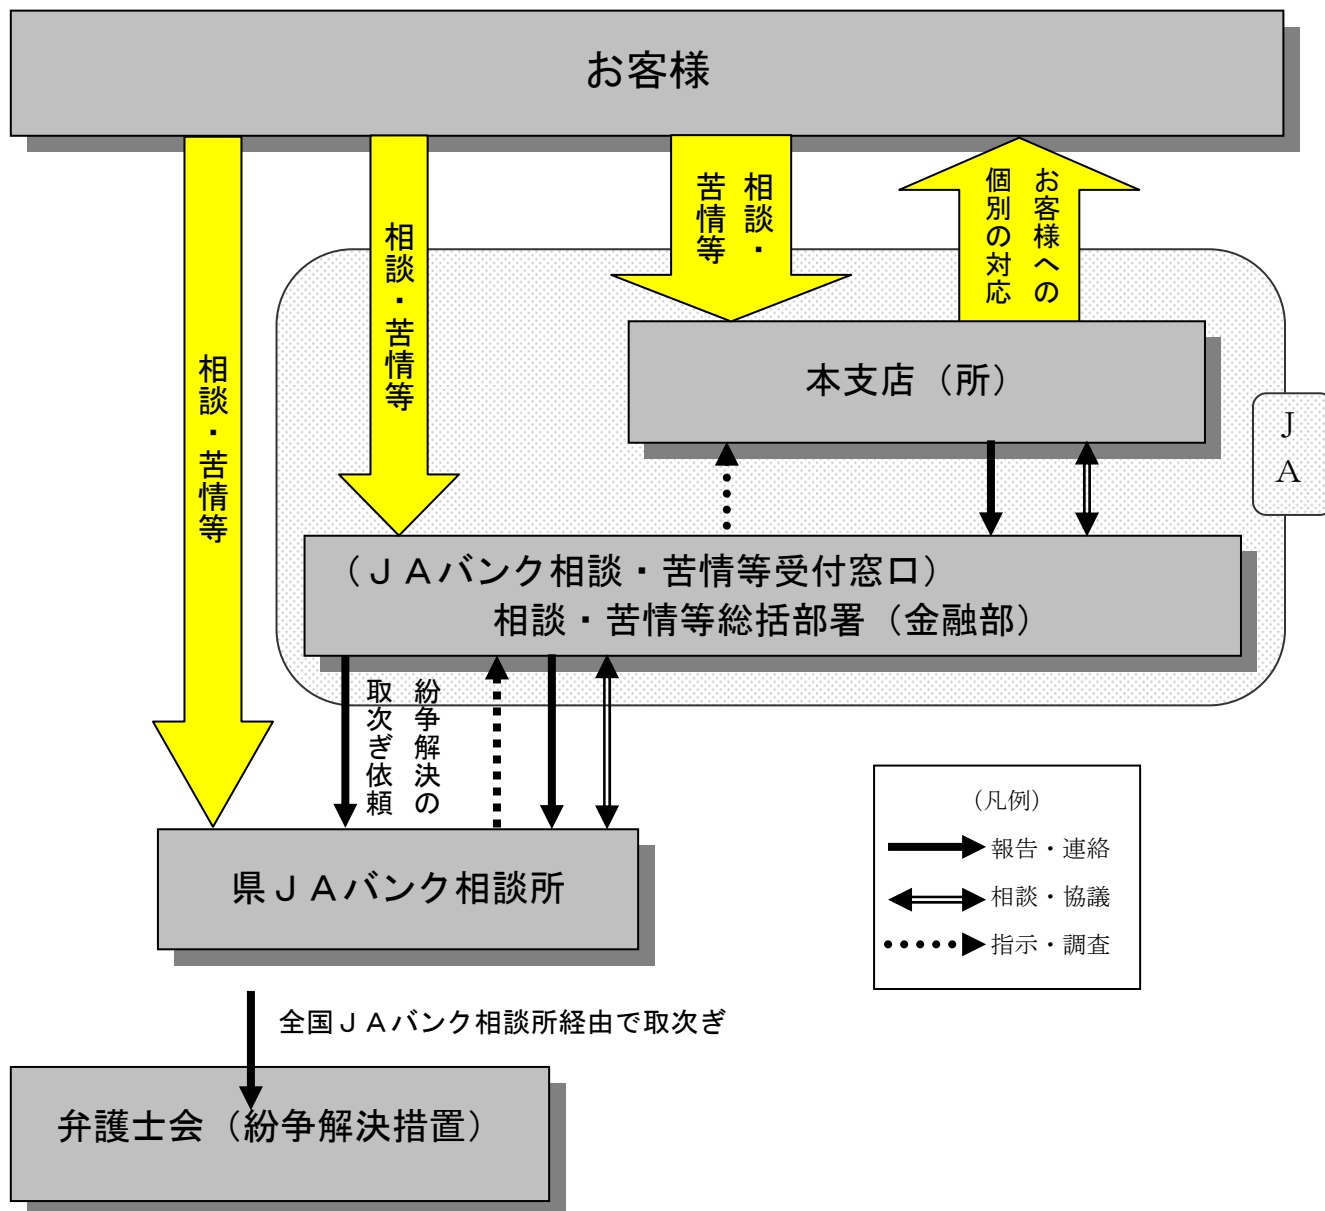 お客様
相談・苦情等
相談・苦情等
相談・
苦情等
お客様への
個別の対応
本支店（所）
ＪＡ
（ＪＡバンク相談・苦情等受付窓口）
相談・苦情等総括部署（金融部）
紛争解決の
取次ぎ依頼
県ＪＡバンク相談所
（凡例）
報告・連絡
相談・協議
指示・調査
全国ＪＡバンク相談所経由で取次ぎ
弁護士会（紛争解決措置）